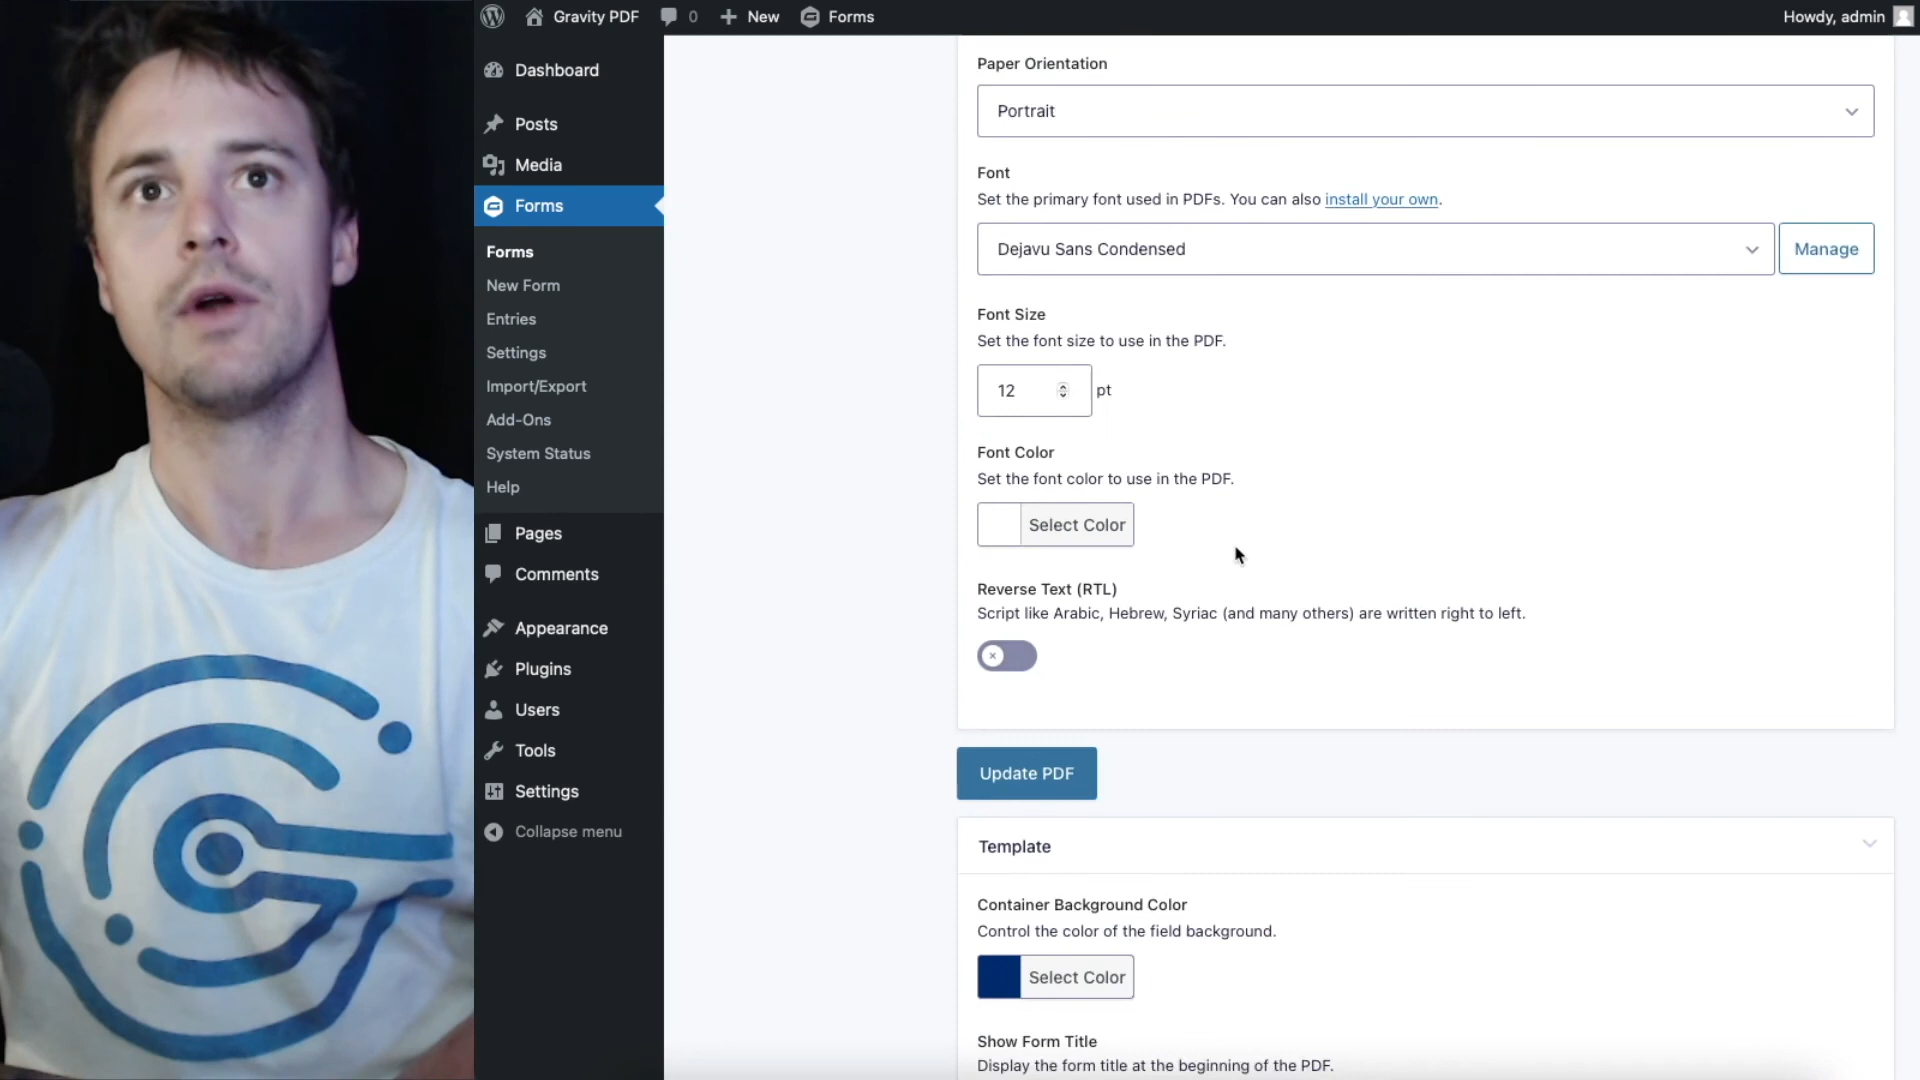 Gravity PDF
0
New
Forms
Howdy, admin
Dashboard
Posts
Media
Forms
Forms
New Form
Entries
Settings
Import/Export
Add-Ons
System Status
Help
Pages
Comments
Appearance
Plugins
Users
Tools
Settings
Collapse menu
Paper Orientation
Portrait
Font
Set the primary font used in PDFs. You can also install your own.
Dejavu Sans Condensed
Manage
Font Size
Set the font size to use in the PDF.
12 pt
Font Color
Set the font color to use in the PDF.
Select Color
Reverse Text (RTL)
Script like Arabic, Hebrew, Syriac (and many others) are written right to left.
Update PDF
Template
Container Background Color
Control the color of the field background.
Select Color
Show Form Title
Display the form title at the beginning of the PDF.